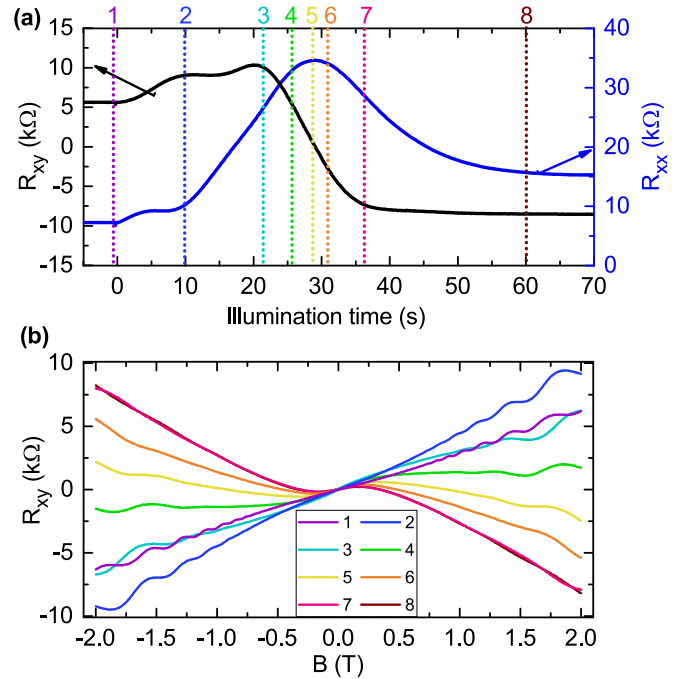 (a)
1 2 3 4 5 6 7 8
15 10 5 0 -5 -10 -15
R_xy (kΩ)
40 30 20 10 0
R_xx (kΩ)
0 10 20 30 40 50 60 70
Illumination time (s)
(b)
10 5 0 -5 -10
R_xy (kΩ)
1 2
3 4
5 6
7 8
-2.0 -1.5 -1.0 -0.5 0.0 0.5 1.0 1.5 2.0
B (T)